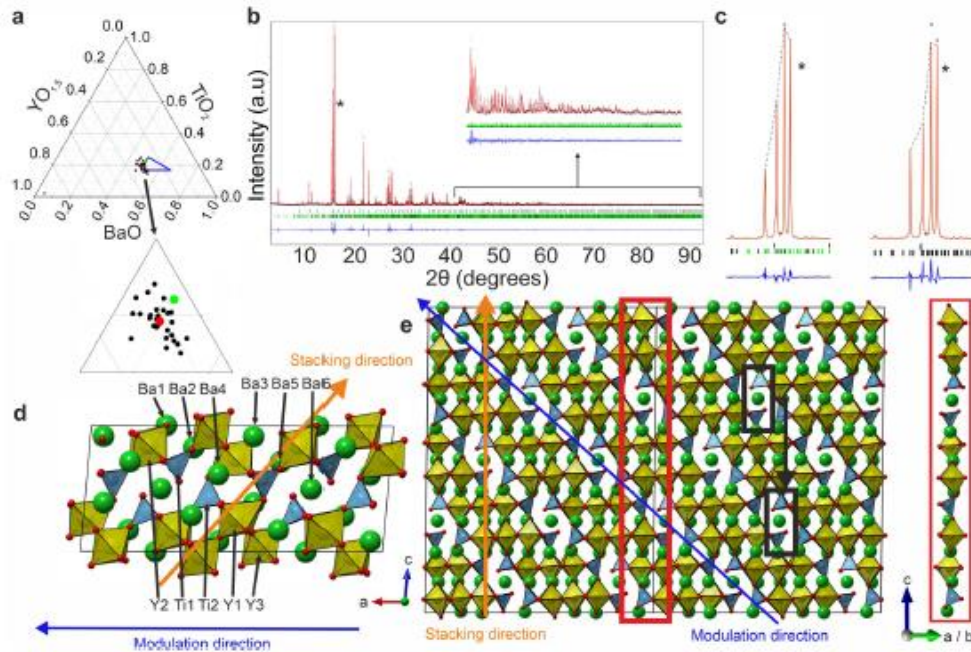 a
0.0
1.0
0.2
0.8
0.4
0.6
YO1.5
TiO
0.6
0.4
0.8
0.2
1.0
0.0
0.0
0.2
0.4
0.6
0.8
1.0
BaO
b
Intensity (a.u)
*
10 20 30 40 50 60 70 80 90
2θ (degrees)
c
* *
Stacking direction
Ba1 Ba2 Ba4 Ba3 Ba5
d
Y2 Ti1 Ti2 Y1 Y3
c
a
Modulation direction
e
Stacking direction
Modulation direction
c
a / b